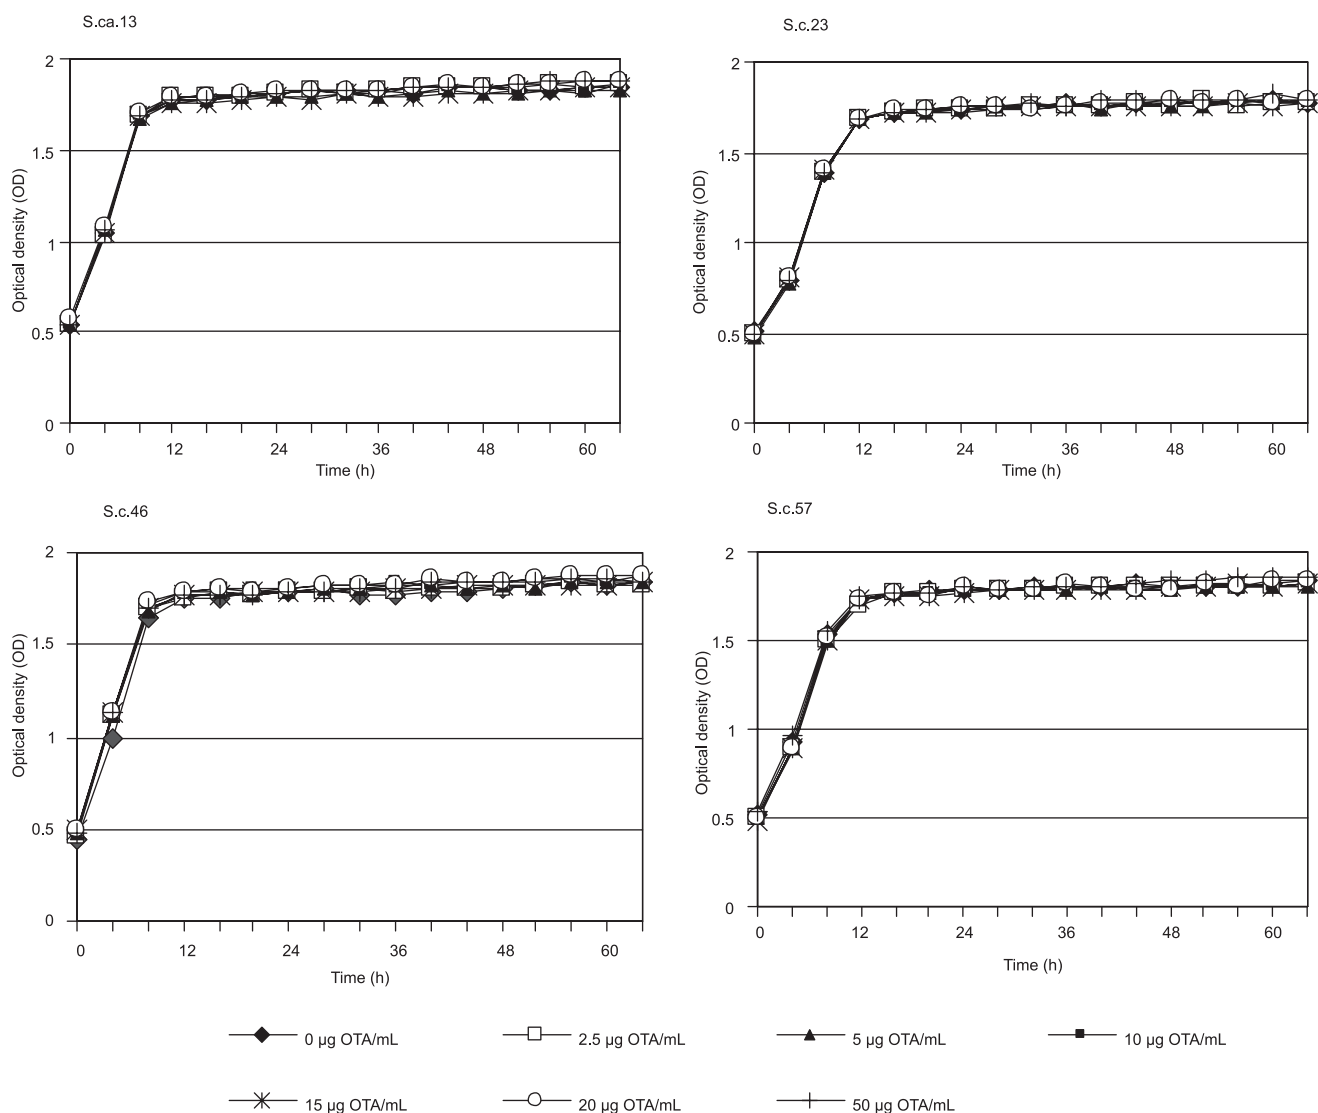 S.ca.13
2
1.5
1
0.5
0
0 12 24 36 48 60
Optical density (OD)
Time (h)
S.c.23
2
1.5
1
0.5
0
0 12 24 36 48 60
Optical density (OD)
Time (h)
S.c.46
2
1.5
1
0.5
0
0 12 24 36 48 60
Optical density (OD)
Time (h)
S.c.57
2
1.5
1
0.5
0
0 12 24 36 48 60
Optical density (OD)
Time (h)
0 µg OTA/mL 2.5 µg OTA/mL 5 µg OTA/mL 10 µg OTA/mL
15 µg OTA/mL 20 µg OTA/mL 50 µg OTA/mL